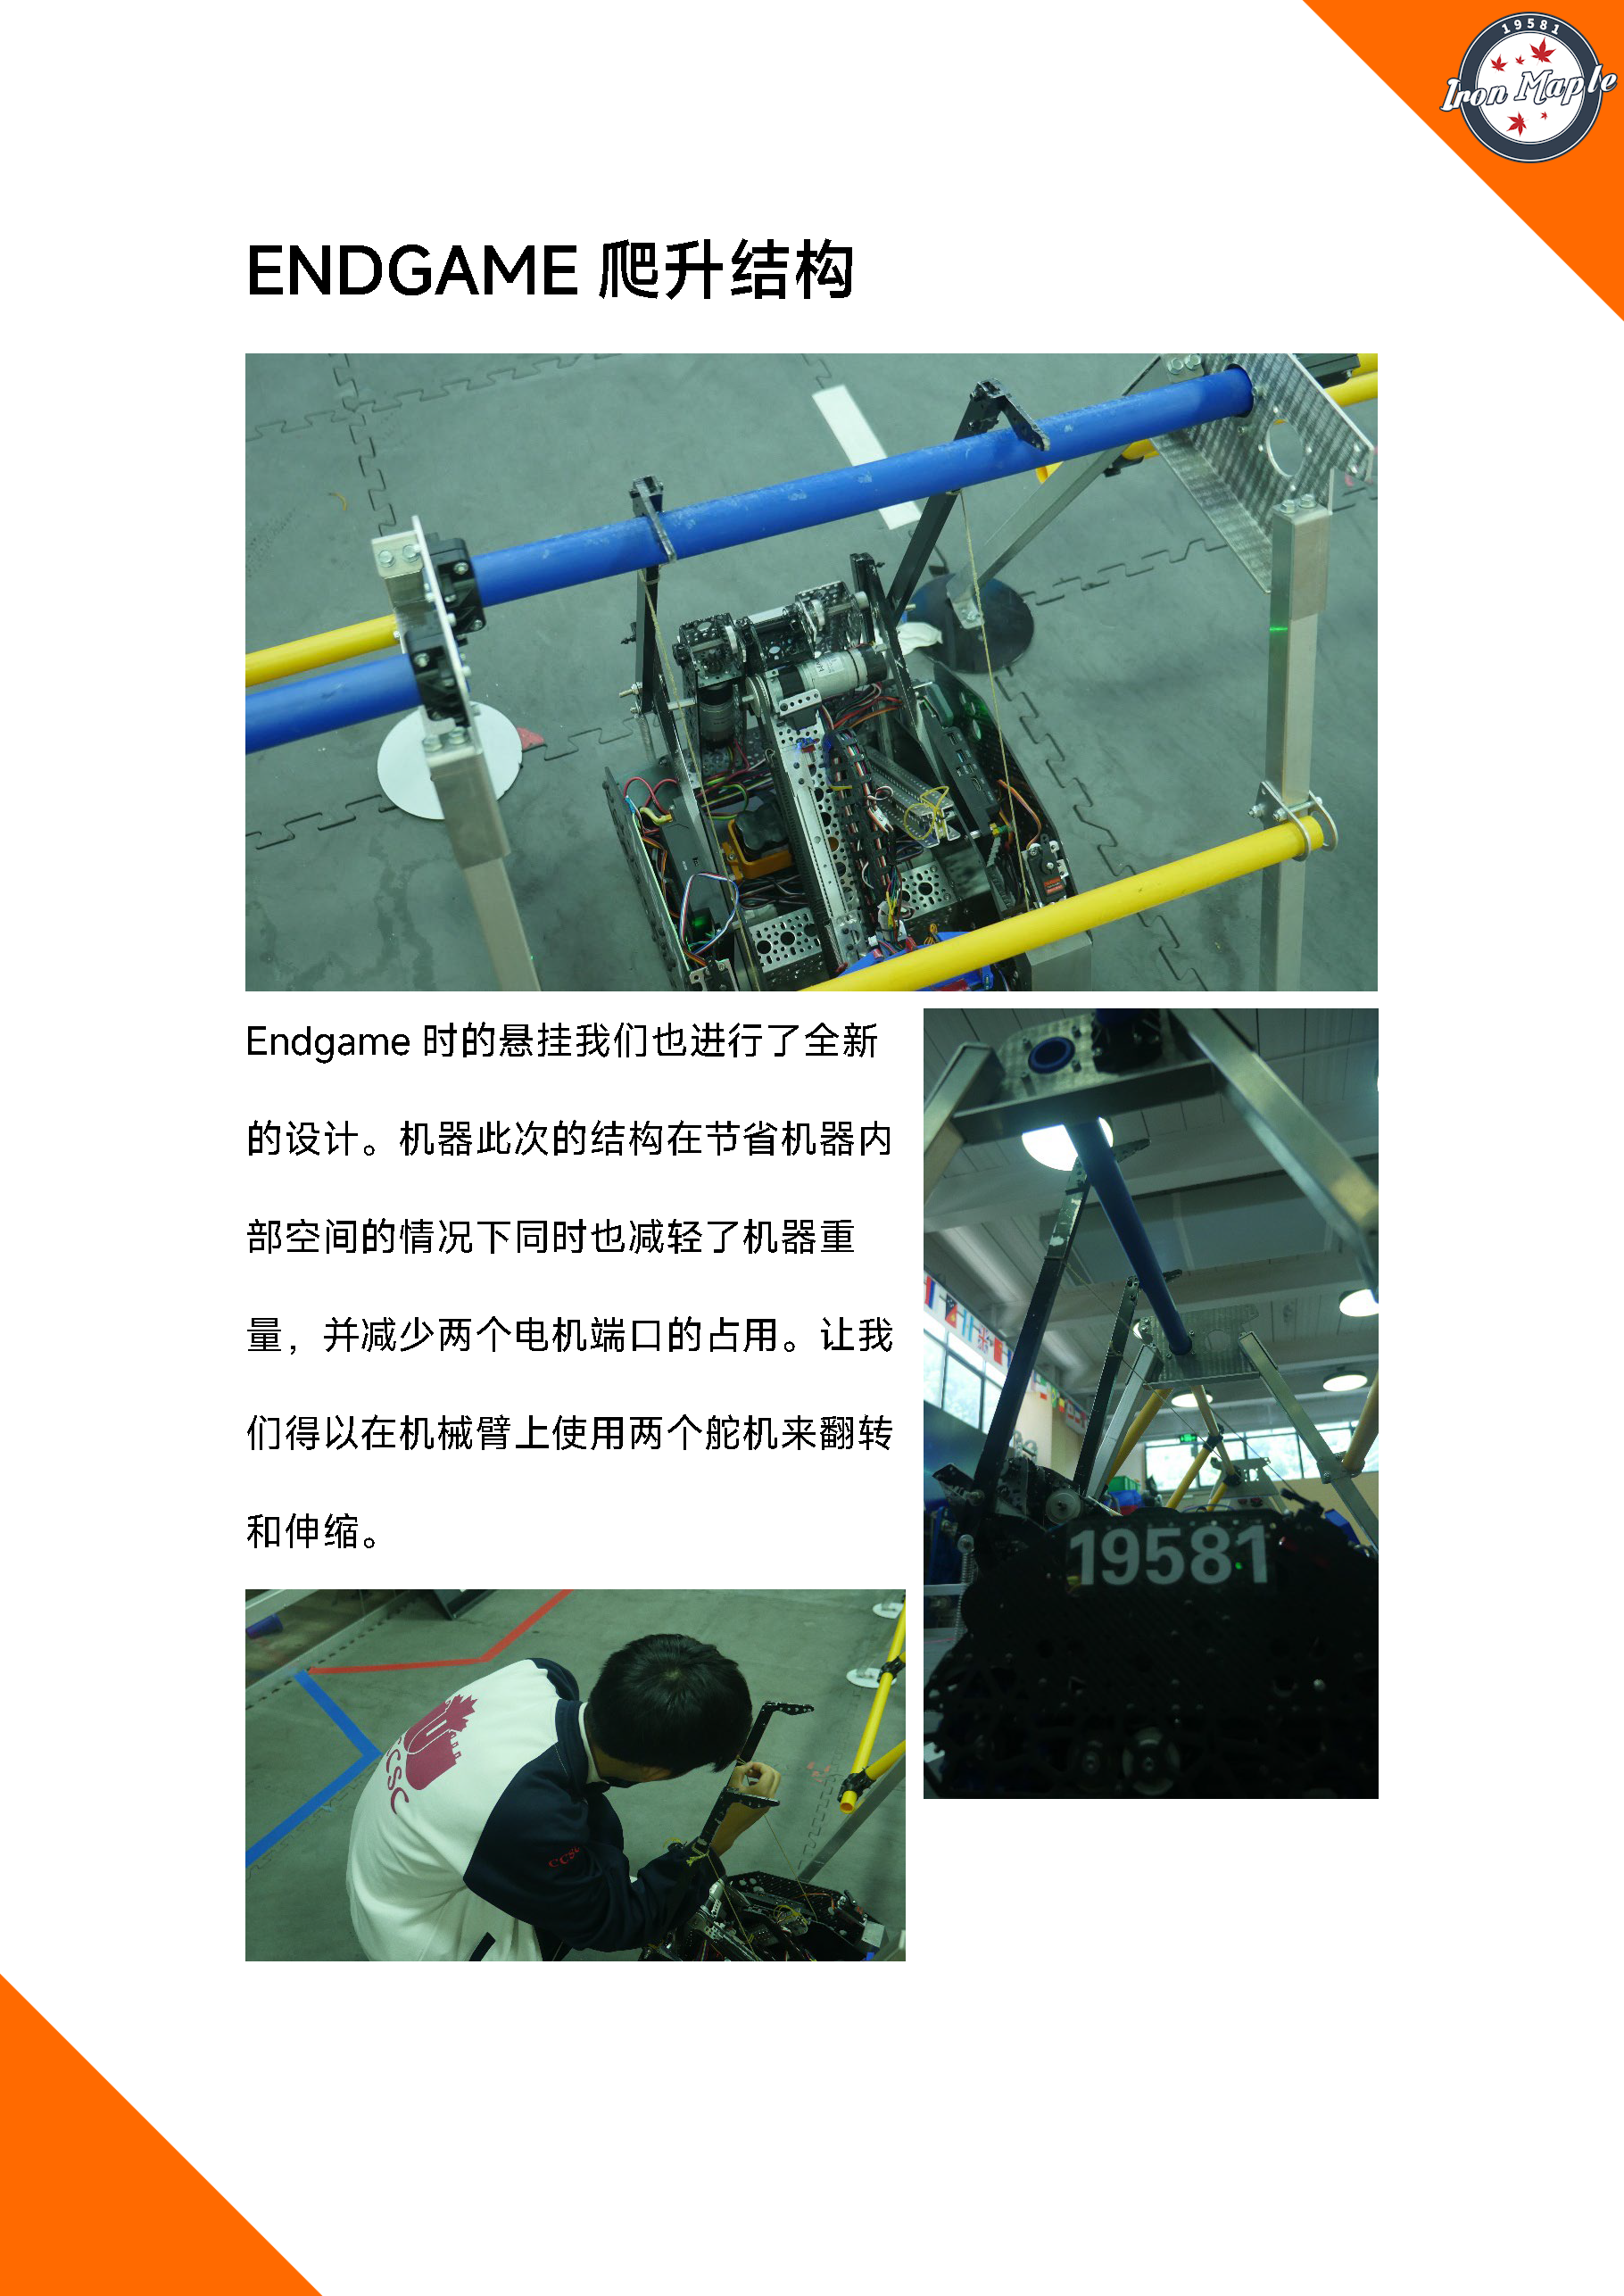 19581
Iron Maple
ENDGAME 爬升结构
Endgame 时的悬挂我们也进行了全新
的设计。机器此次的结构在节省机器内
部空间的情况下同时也减轻了机器重
量，并减少两个电机端口的占用。让我
们得以在机械臂上使用两个舵机来翻转
和伸缩。
19581
CCSC
CCSC